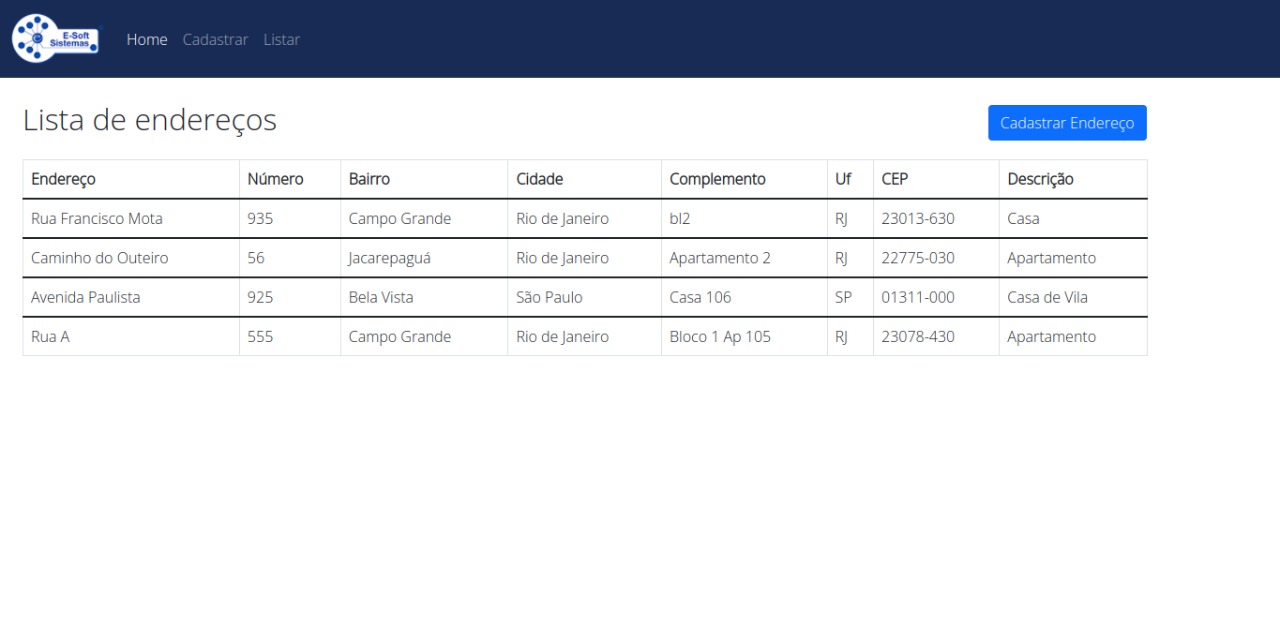 E-Soft
Sistemas
Home Cadastrar Listar
Lista de endereços
Cadastrar Endereço
Endereço Número Bairro Cidade Complemento Uf CEP Descrição
Rua Francisco Mota 935 Campo Grande Rio de Janeiro bl2 RJ 23013-630 Casa
Caminho do Outeiro 56 Jacarepaguá Rio de Janeiro Apartamento 2 RJ 22775-030 Apartamento
Avenida Paulista 925 Bela Vista São Paulo Casa 106 SP 01311-000 Casa de Vila
Rua A 555 Campo Grande Rio de Janeiro Bloco 1 Ap 105 RJ 23078-430 Apartamento